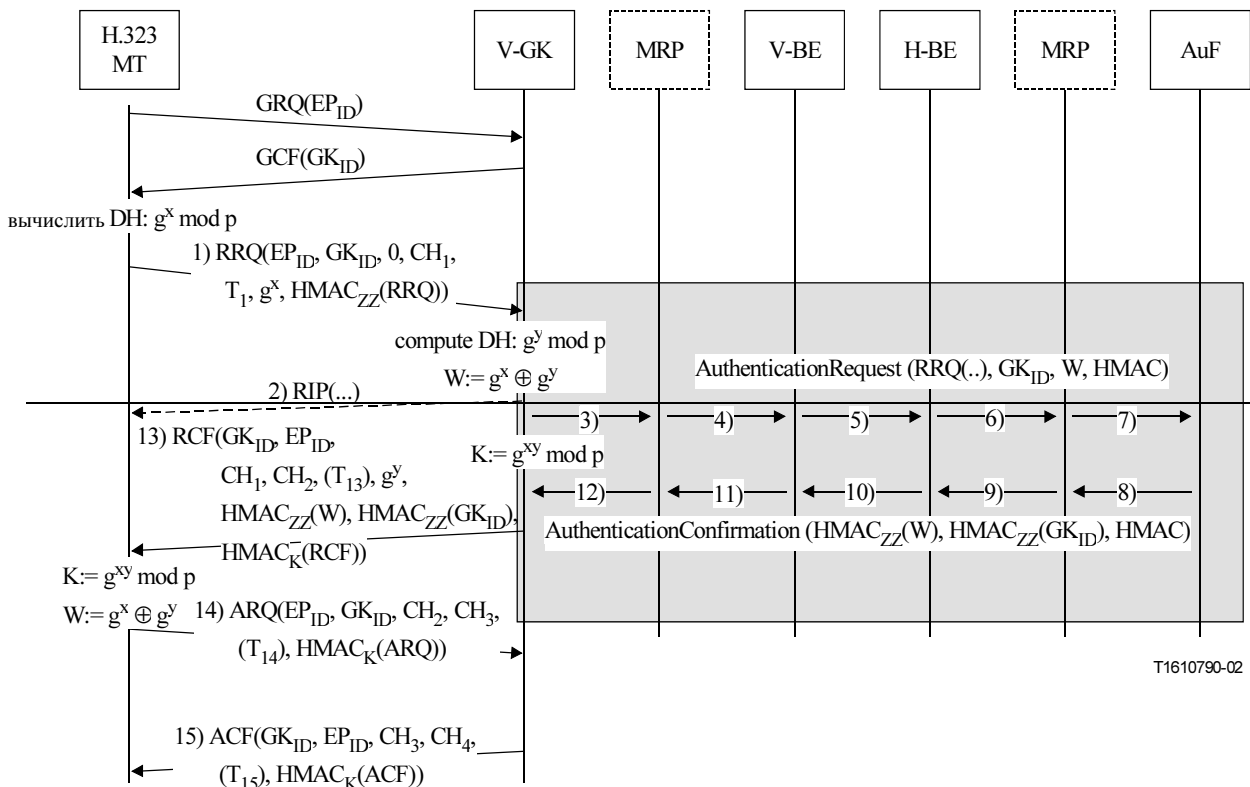 H.323
MT
V-GK
MRP
V-BE
H-BE
MRP
AuF
GRQ(EP_ID)
GCF(GK_ID)
вычислить DH: g^x mod p
1) RRQ(EP_ID, GK_ID, 0, CH_1,
T_1, g^x, HMAC_ZZ(RRQ))
compute DH: g^y mod p
W:= g^x ⊕ g^y
AuthenticationRequest (RRQ(..), GK_ID, W, HMAC)
2) RIP(...)
3)
4)
5)
6)
7)
13) RCF(GK_ID, EP_ID,
CH_1, CH_2, (T_13), g^y,
HMAC_ZZ(W), HMAC_ZZ(GK_ID),
HMAC_K(RCF))
K:= g^xy mod p
12)
11)
10)
9)
8)
AuthenticationConfirmation (HMAC_ZZ(W), HMAC_ZZ(GK_ID), HMAC)
K:= g^xy mod p
W:= g^x ⊕ g^y
14) ARQ(EP_ID, GK_ID, CH_2, CH_3,
(T_14), HMAC_K(ARQ))
T1610790-02
15) ACF(GK_ID, EP_ID, CH_3, CH_4,
(T_15), HMAC_K(ACF))